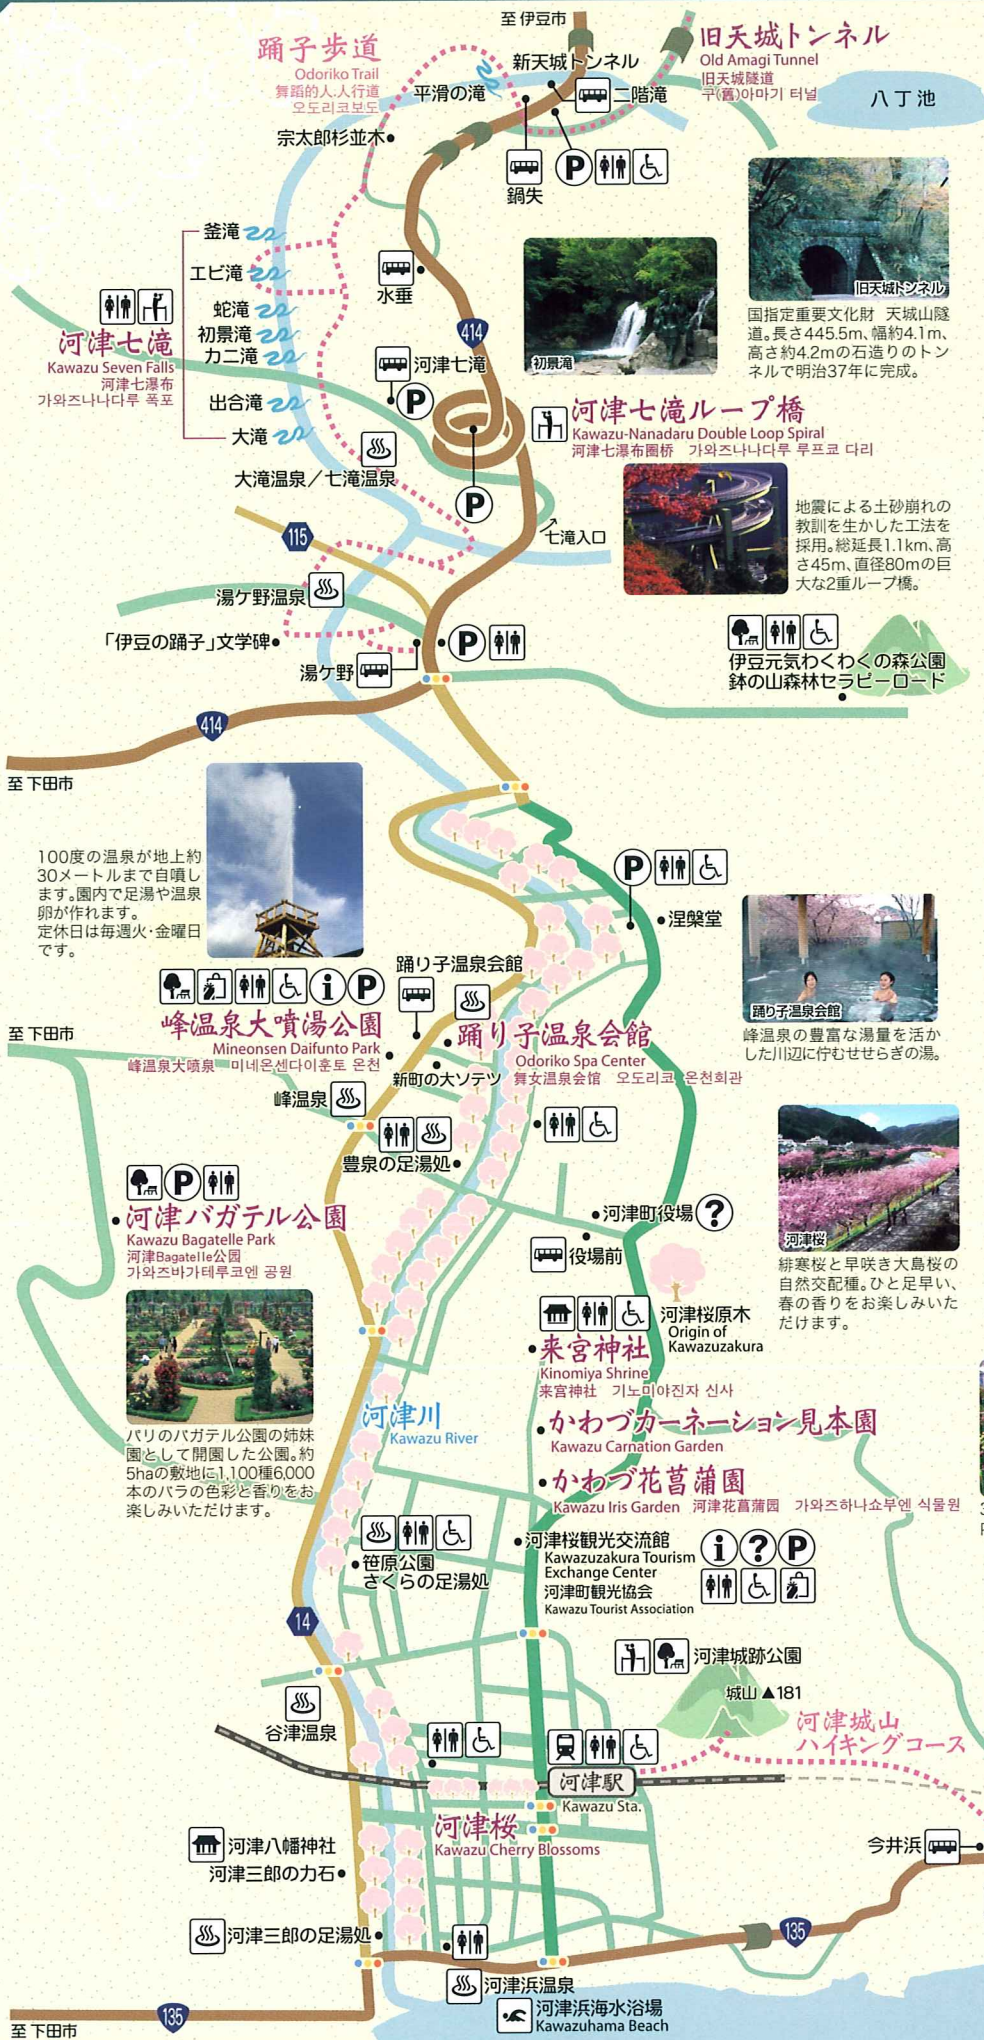 至 伊豆市
踊子歩道
Odoriko Trail
舞蹈的人.人行道
오도리코보도
新天城トンネル
旧天城トンネル
Old Amagi Tunnel
旧天城隧道
구(舊)아마기 터널
平滑の滝
二階滝
八丁池
宗太郎杉並木
P
鍋失
釜滝
エビ滝
蛇滝
初景滝
カニ滝
出合滝
大滝
水垂
旧天城トンネル
国指定重要文化財 天城山隧
道。長さ445.5m、幅約4.1m、
高さ約4.2mの石造りのトン
ネルで明治37年に完成。
初景滝
414
河津七滝
Kawazu Seven Falls
河津七瀑布
가와즈나나다루 폭포
河津七滝
P
河津七滝ループ橋
Kawazu-Nanadaru Double Loop Spiral
河津七瀑布圈桥 가와즈나나다루 루프코 다리
大滝温泉／七滝温泉
P
七滝入口
地震による土砂崩れの
教訓を生かした工法を
採用。総延長1.1km、高
さ45m、直径80mの巨
大な2重ループ橋。
115
湯ケ野温泉
「伊豆の踊子」文学碑
P
湯ケ野
伊豆元気わくわくの森公園
鉢の山森林セラピーロード
414
至 下田市
100度の温泉が地上約
30メートルまで自噴し
ます。園内で足湯や温泉
卵が作れます。
定休日は毎週火・金曜日
です。
P
涅槃堂
踊り子温泉会館
峰温泉の豊富な湯量を活か
した川辺に佇むせせらぎの湯。
踊り子温泉会館
i P
峰温泉大噴湯公園
Mineonsen Daifunto Park
峰温泉大喷泉 미네온센다이훈토 온천
至 下田市
踊り子温泉会館
Odoriko Spa Center
舞女温泉会馆 오도리코 온천회관
新町の大ソテツ
峰温泉
豊泉の足湯処
P
河津バガテル公園
Kawazu Bagatelle Park
河津Bagatelle公园
가와즈바가테루코엔 공원
河津町役場
?
役場前
河津桜
緋寒桜と早咲き大島桜の
自然交配種。ひと足早い、
春の香りをお楽しみいた
だけます。
河津桜原木
Origin of
Kawazuzakura
来宮神社
Kinomiya Shrine
来宫神社 기노미야진자 신사
パリのバガテル公園の姉妹
園として開園した公園。約
5haの敷地に1,100種6,000
本のバラの色彩と香りをお
楽しみいただけます。
河津川
Kawazu River
かわづカーネーション見本園
Kawazu Carnation Garden
かわづ花菖蒲園
Kawazu Iris Garden 河津花菖蒲园 가와즈하나쇼부엔 식물원
笹原公園
さくらの足湯処
河津桜観光交流館
Kawazuzakura Tourism
Exchange Center
河津町観光協会
Kawazu Tourist Association
i ? P
14
河津城跡公園
城山 ▲181
谷津温泉
河津城山
ハイキングコース
河津駅
Kawazu Sta.
河津桜
Kawazu Cherry Blossoms
河津八幡神社
河津三郎の力石
今井浜
河津三郎の足湯処
135
河津浜温泉
河津浜海水浴場
Kawazuhama Beach
135
至 下田市